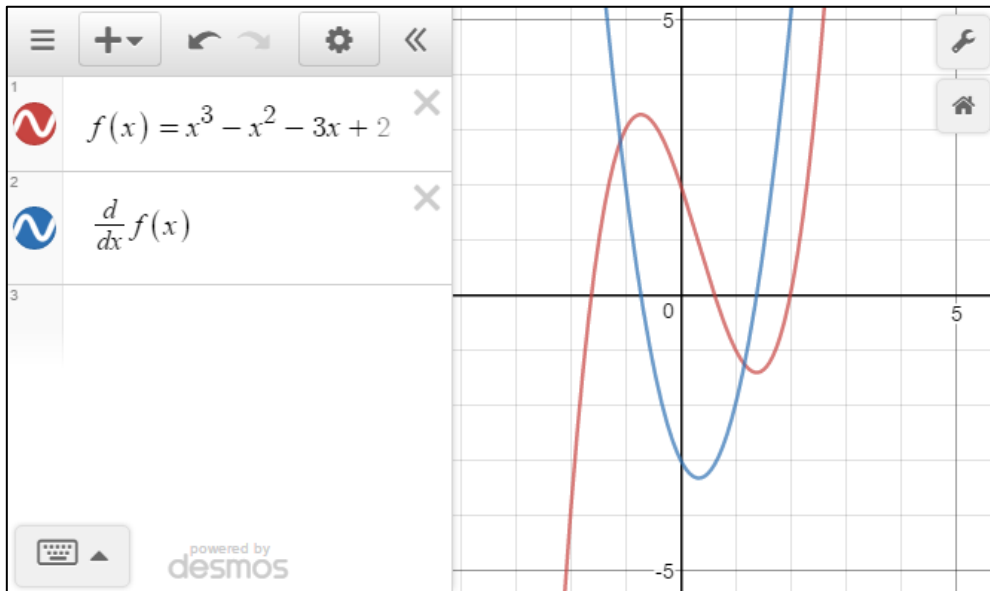 1
f(x) = x³ − x² − 3x + 2
2
d/dx f(x)
3
powered by
desmos
5
0
5
-5